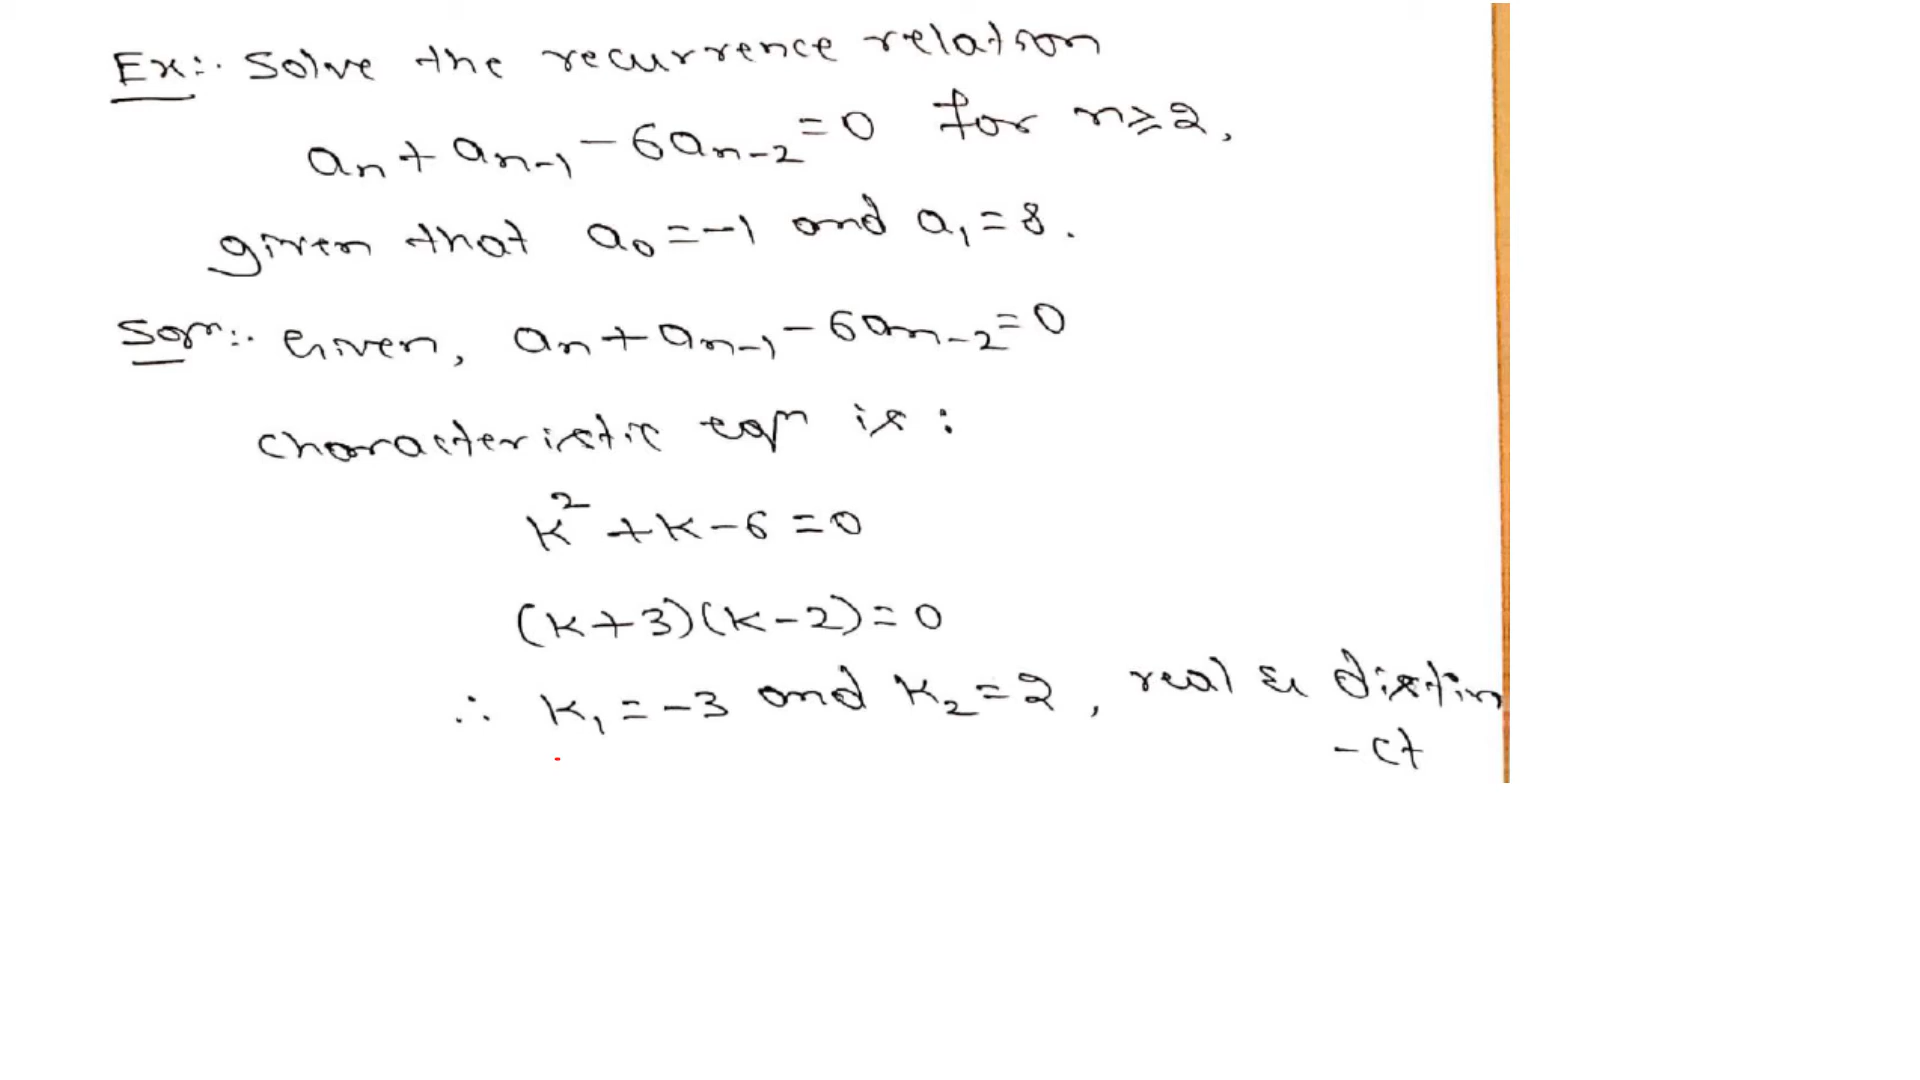 Ex:- Solve the recurrence relation
aₙ + aₙ₋₁ - 6aₙ₋₂ = 0 for n ≥ 2,
given that a₀ = -1 and a₁ = 8.
Soln:- Given, aₙ + aₙ₋₁ - 6aₙ₋₂ = 0
characteristic eqn is :
k² + k - 6 = 0
(k+3)(k-2) = 0
∴ k₁ = -3 and k₂ = 2, real & distin
-ct